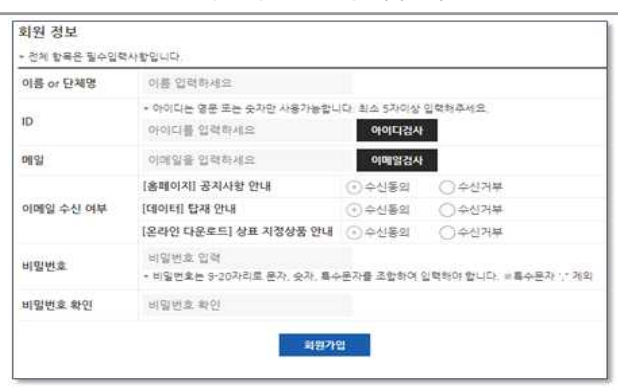 회원 정보
* 전체 항목은 필수입력사항입니다.
이름 or 단체명 이름 입력하세요
ID
* 아이디는 영문 또는 숫자만 사용가능합니다. 최소 5자이상 입력해주세요.
아이디를 입력하세요 아이디검사
메일 이메일을 입력하세요 이메일검사
이메일 수신 여부
[홈페이지] 공지사항 안내 수신동의 수신거부
[데이터] 탑재 안내 수신동의 수신거부
[온라인 다운로드] 상표 지정상품 안내 수신동의 수신거부
비밀번호
비밀번호 입력
* 비밀번호는 9-20자리로 문자, 숫자, 특수문자를 조합하여 입력해야 합니다. ※특수문자 제외
비밀번호 확인 비밀번호 확인
회원가입